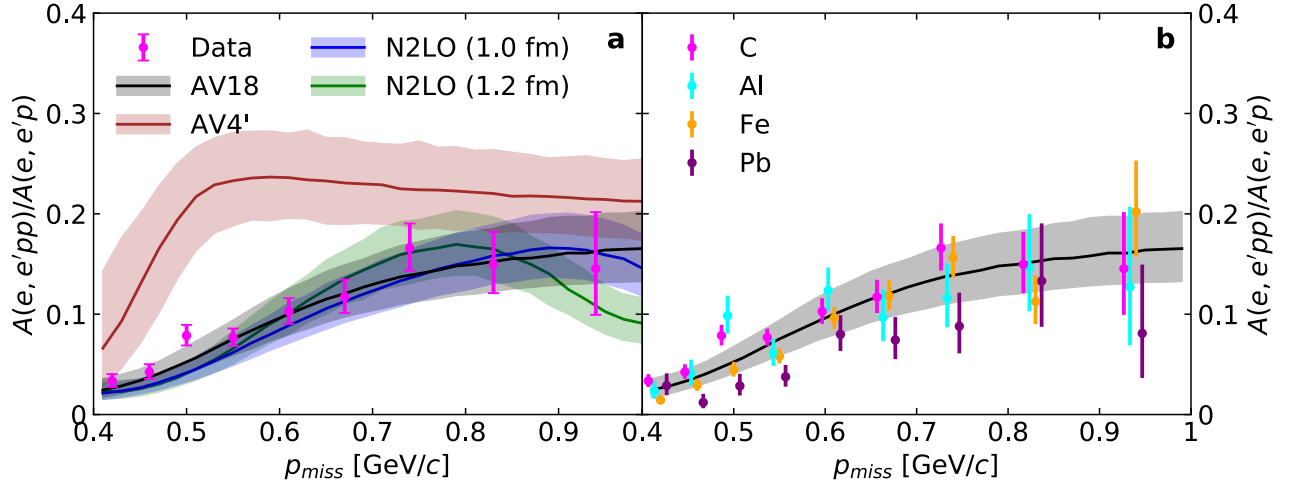 0.4
0.3
0.2
0.1
0
A(e, e'pp)/A(e, e'p)
Data
AV18
AV4'
N2LO (1.0 fm)
N2LO (1.2 fm)
a
0.4 0.5 0.6 0.7 0.8 0.9
p_miss [GeV/c]
C
Al
Fe
Pb
b
0.4 0.5 0.6 0.7 0.8 0.9 1
p_miss [GeV/c]
0.4
0.3
0.2
0.1
0
A(e, e'pp)/A(e, e'p)